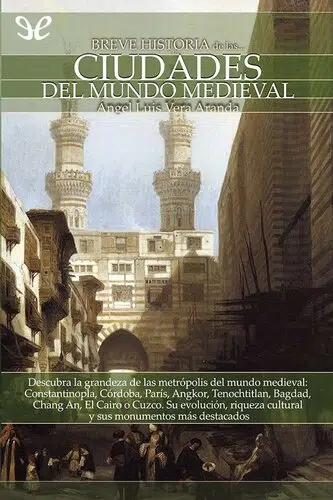 BREVE HISTORIA de las...
CIUDADES
DEL MUNDO MEDIEVAL
Ángel Luis Vera Aranda
Descubra la grandeza de las metrópolis del mundo medieval:
Constantinopla, Córdoba, París, Angkor, Tenochtitlan, Bagdad,
Chang An, El Cairo o Cuzco. Su evolución, riqueza cultural
y sus monumentos más destacados